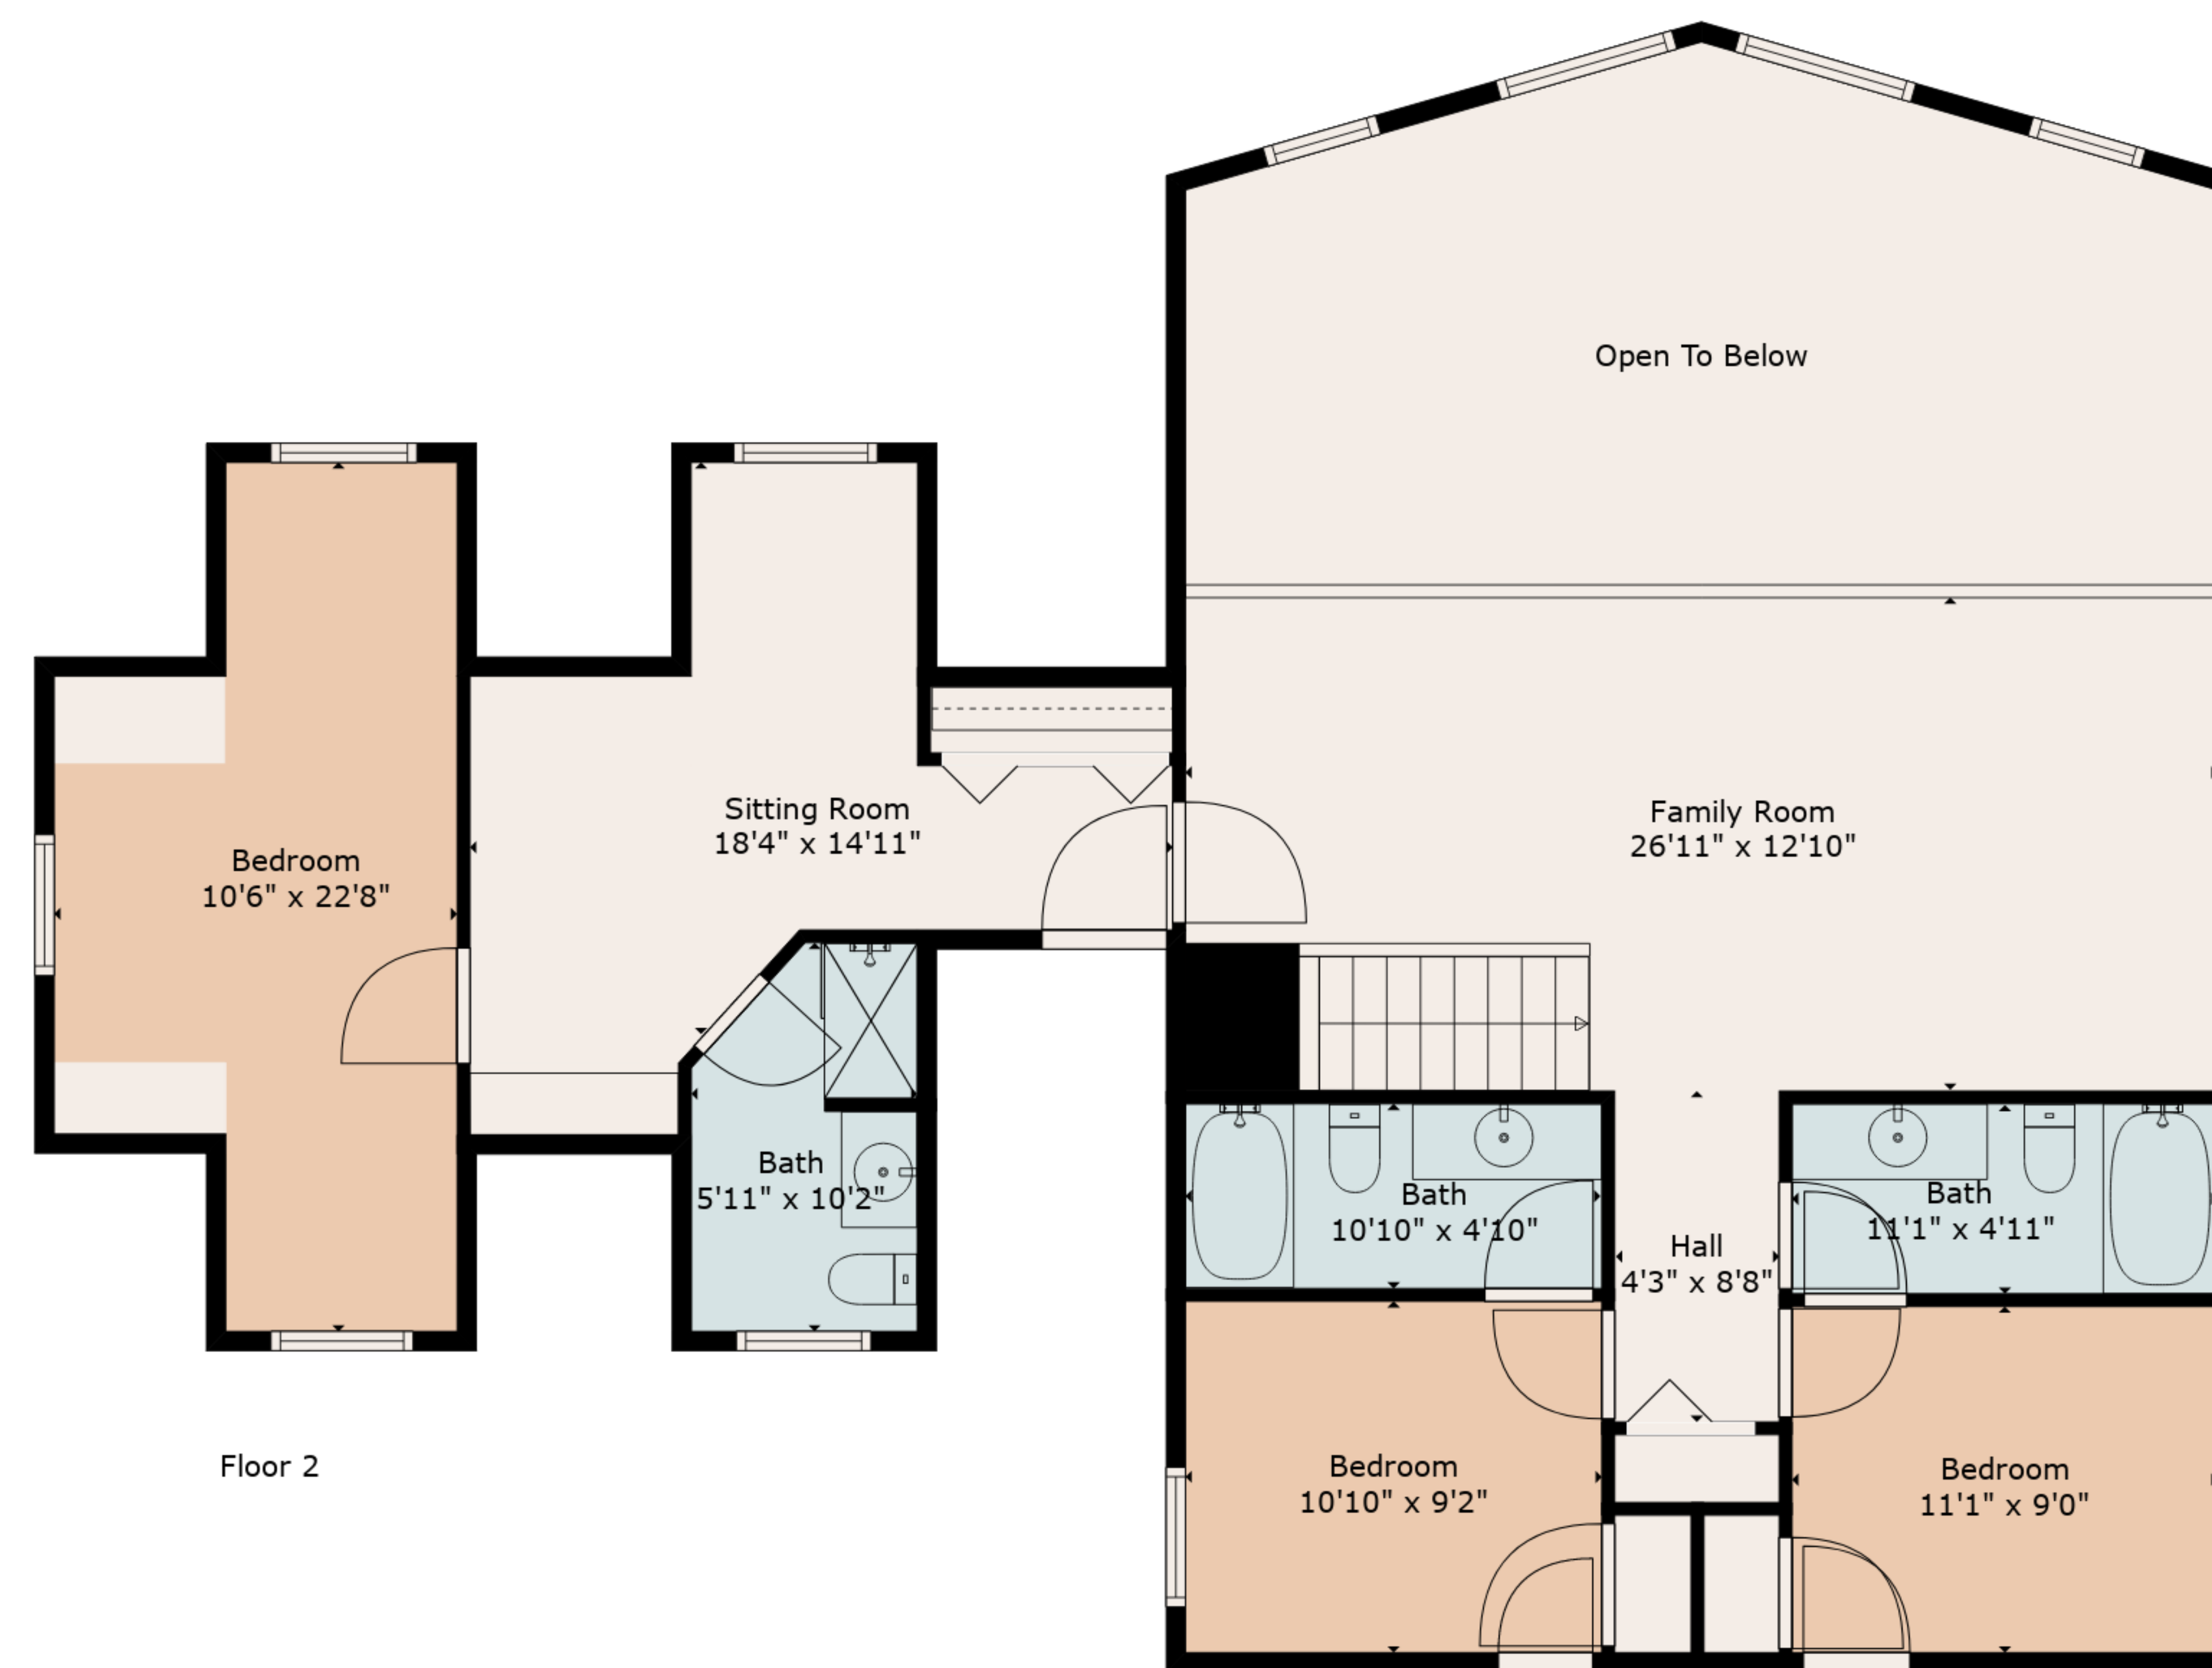 Open To Below
Sitting Room
18'4" x 14'11"
Family Room
26'11" x 12'10"
Bedroom
10'6" x 22'8"
Bath
5'11" x 10'2"
Bath
10'10" x 4'10"
Bath
11'1" x 4'11"
Hall
4'3" x 8'8"
Floor 2
Bedroom
10'10" x 9'2"
Bedroom
11'1" x 9'0"